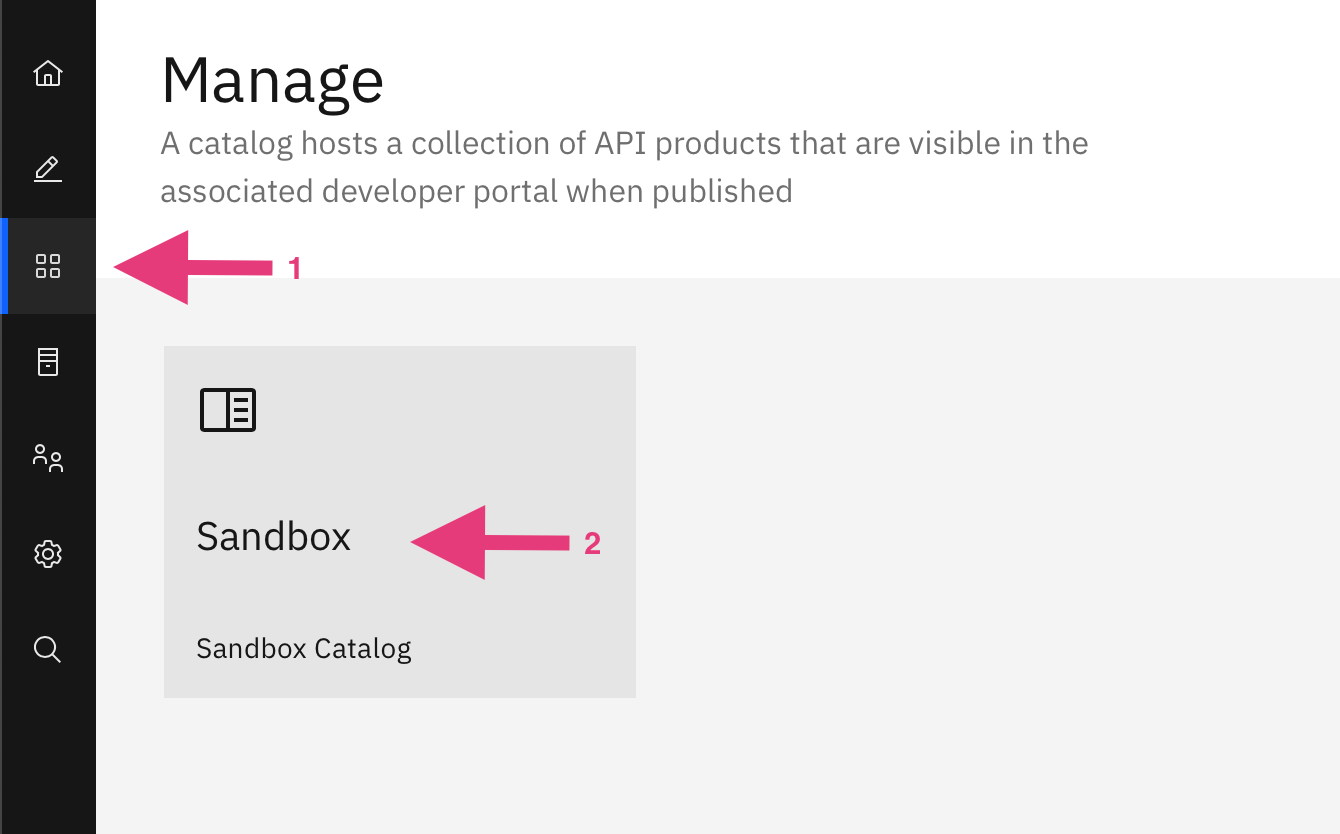 Manage
A catalog hosts a collection of API products that are visible in the
associated developer portal when published
1
Sandbox
2
Sandbox Catalog